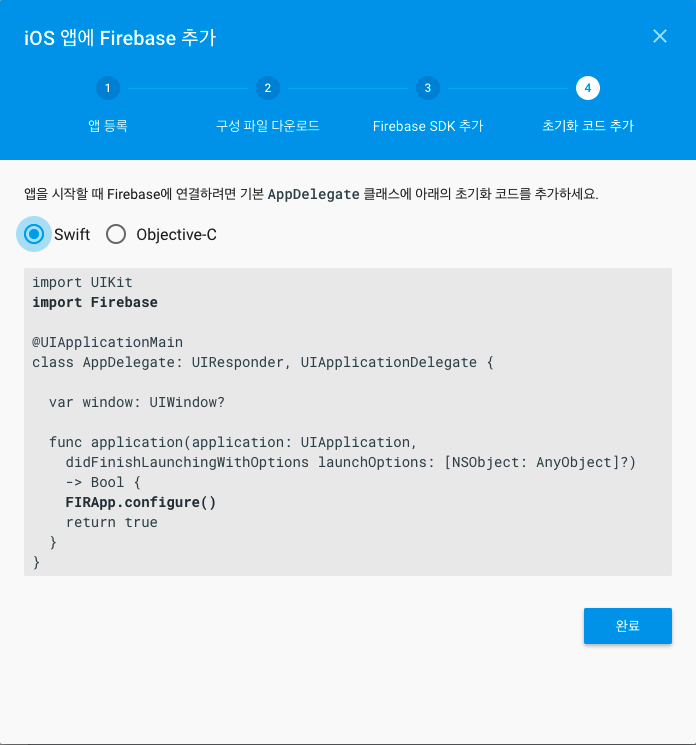 iOS 앱에 Firebase 추가
1 2 3 4
앱 등록 구성 파일 다운로드 Firebase SDK 추가 초기화 코드 추가
앱을 시작할 때 Firebase에 연결하려면 기본 AppDelegate 클래스에 아래의 초기화 코드를 추가하세요.
Swift Objective-C
import UIKit
import Firebase
@UIApplicationMain
class AppDelegate: UIResponder, UIApplicationDelegate {
var window: UIWindow?
func application(application: UIApplication,
didFinishLaunchingWithOptions launchOptions: [NSObject: AnyObject]?)
-> Bool {
FIRApp.configure()
return true
}
}
완료